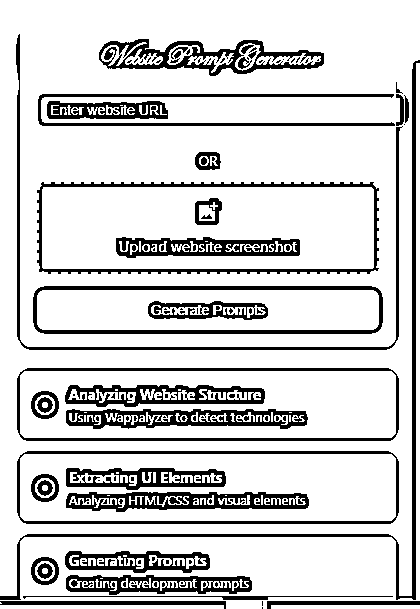 Website Prompt Generator
Enter website URL
OR
Upload website screenshot
Generate Prompts
Analyzing Website Structure
Using Wappalyzer to detect technologies
Extracting UI Elements
Analyzing HTML/CSS and visual elements
Generating Prompts
Creating development prompts